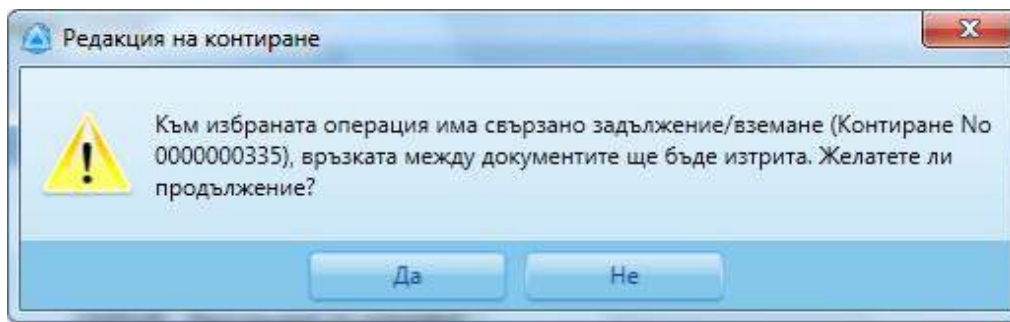 Редакция на контиране
Към избраната операция има свързано задължение/вземане (Контиране No
0000000335), връзката между документите ще бъде изтрита. Желатете ли
продължение?
Да
Не